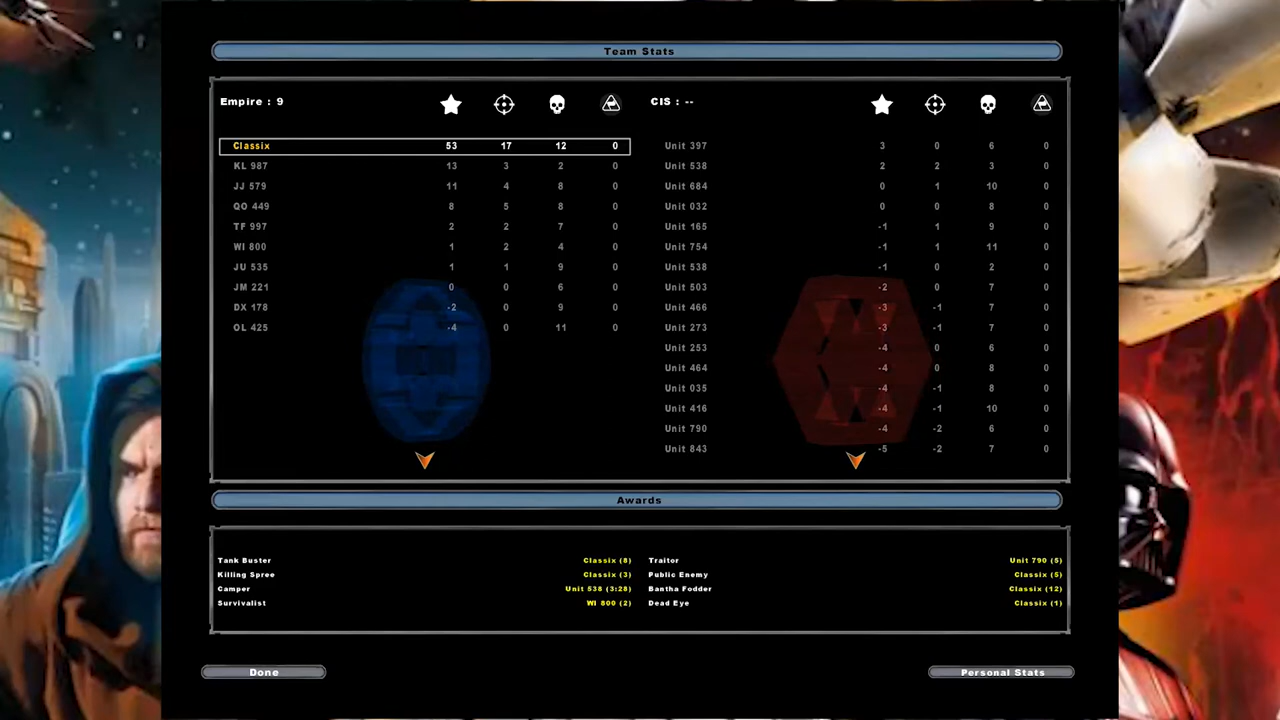 Team Stats
Empire : 9
CIS : --
Classix 53 17 12 0
Unit 397 3 0 6 0
KL 987 13 3 2 0
Unit 538 2 2 3 0
JJ 579 11 4 8 0
Unit 684 0 1 10 0
QO 449 8 5 8 0
Unit 032 0 0 8 0
TF 997 2 2 7 0
Unit 165 -1 1 9 0
WI 800 1 2 4 0
Unit 754 -1 1 11 0
JU 535 1 1 9 0
Unit 538 -1 0 2 0
JM 221 0 0 6 0
Unit 503 -2 0 7 0
DX 178 -2 0 9 0
Unit 466 -3 -1 7 0
OL 425 -4 0 11 0
Unit 273 -3 -1 7 0
Unit 253 -4 0 6 0
Unit 464 -4 0 8 0
Unit 035 -4 -1 8 0
Unit 416 -4 -1 10 0
Unit 790 -4 -2 6 0
Unit 843 -5 -2 7 0
Awards
Tank Buster Classix (8)
Traitor Unit 790 (5)
Killing Spree Classix (3)
Public Enemy Classix (5)
Camper Unit 538 (3:28)
Bantha Fodder Classix (12)
Survivalist WI 800 (2)
Dead Eye Classix (1)
Done
Personal Stats